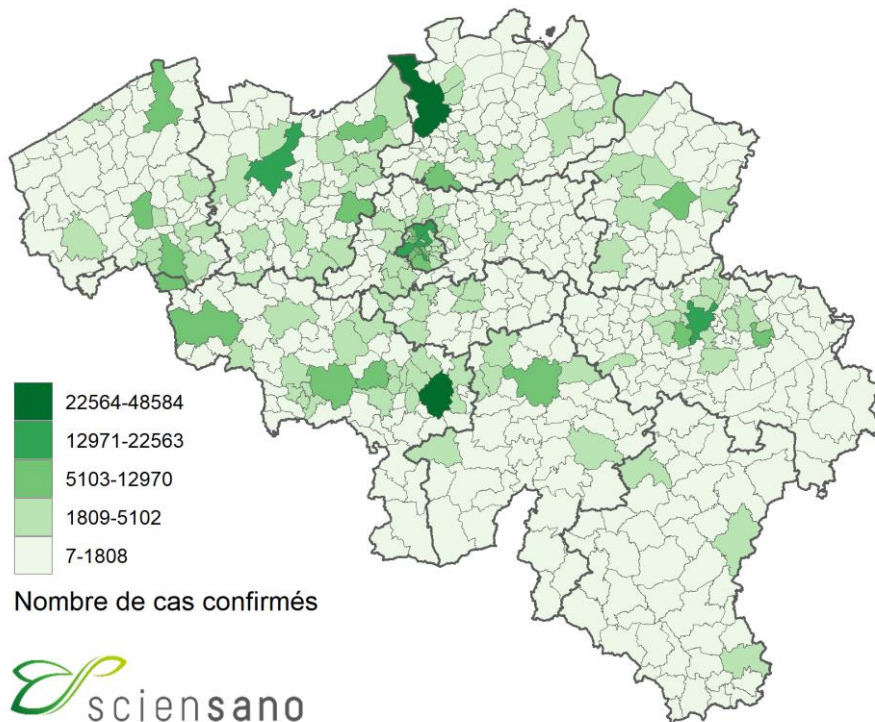 22564-48584
12971-22563
5103-12970
1809-5102
7-1808
Nombre de cas confirmés
sciensano